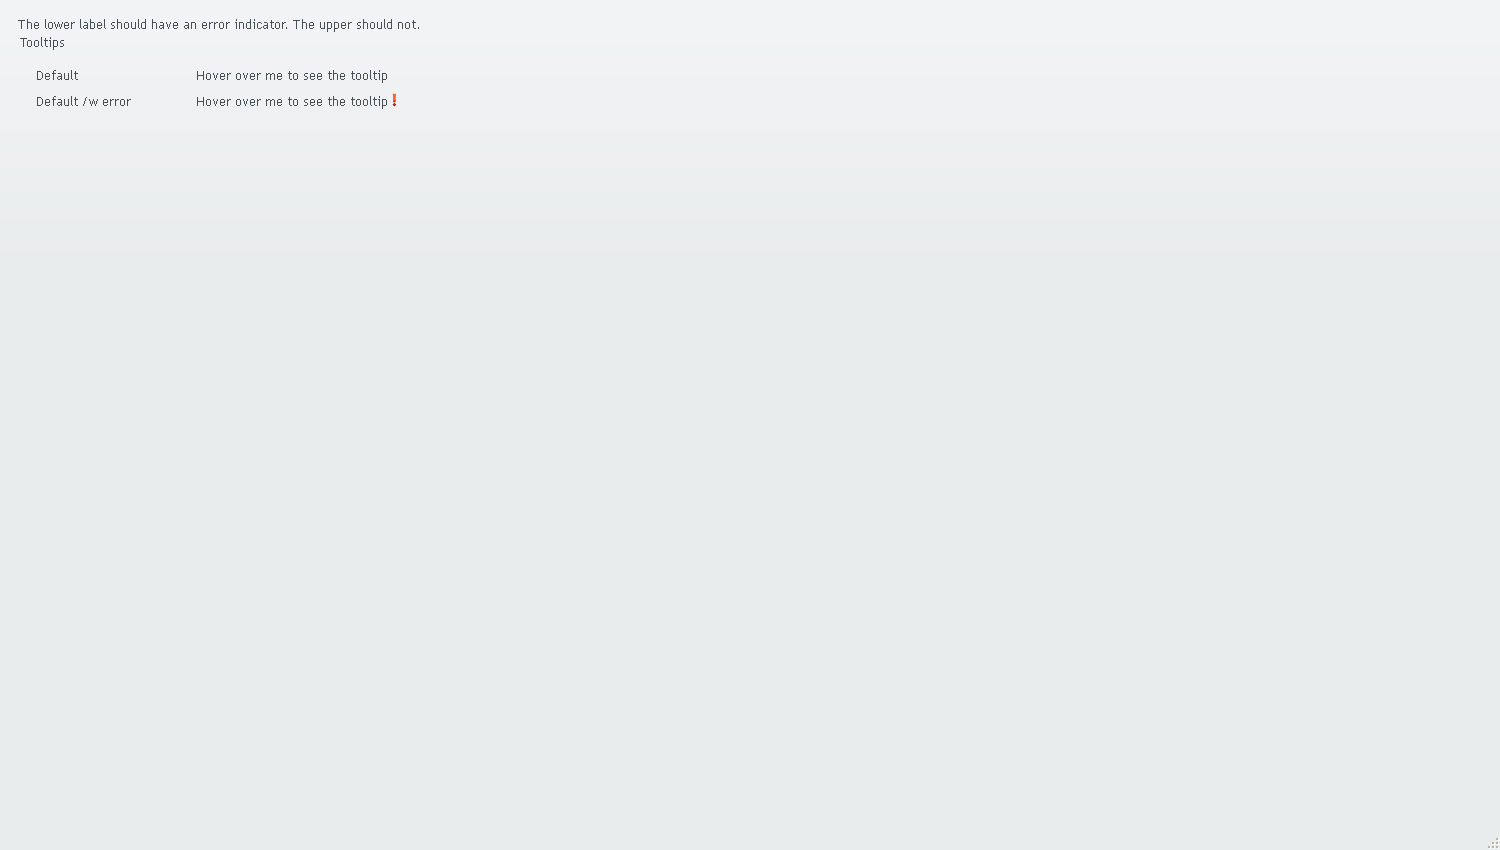 The lower label should have an error indicator. The upper should not.
Tooltips
Default Hover over me to see the tooltip
Default /w error Hover over me to see the tooltip !